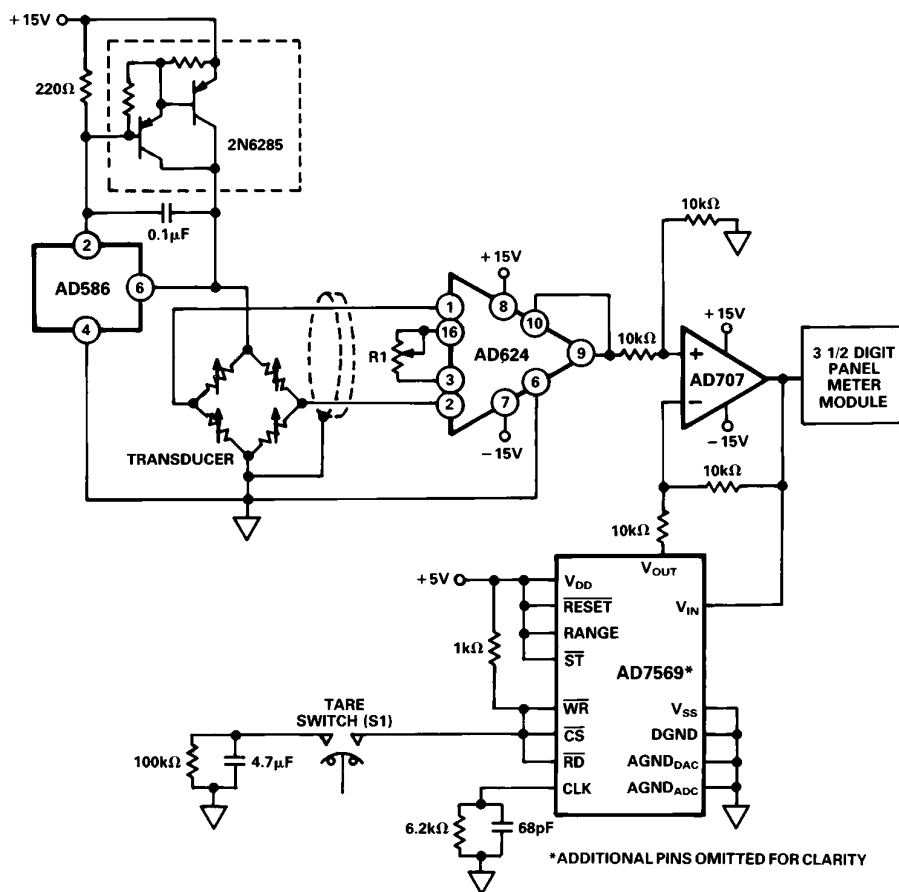 +15V
220Ω
2N6285
0.1μF
2
AD586
6
4
TRANSDUCER
R1
1
16
3
2
+15V
8
10
AD624
9
6
7
−15V
10kΩ
10kΩ
+15V
+
AD707
−
−15V
3 1/2 DIGIT
PANEL
METER
MODULE
10kΩ
10kΩ
+5V
1kΩ
TARE
SWITCH (S1)
100kΩ
4.7μF
6.2kΩ
68pF
VOUT
VDD
RESET
RANGE
ST
WR
CS
RD
CLK
VIN
AD7569*
VSS
DGND
AGNDDAC
AGNDADC
*ADDITIONAL PINS OMITTED FOR CLARITY